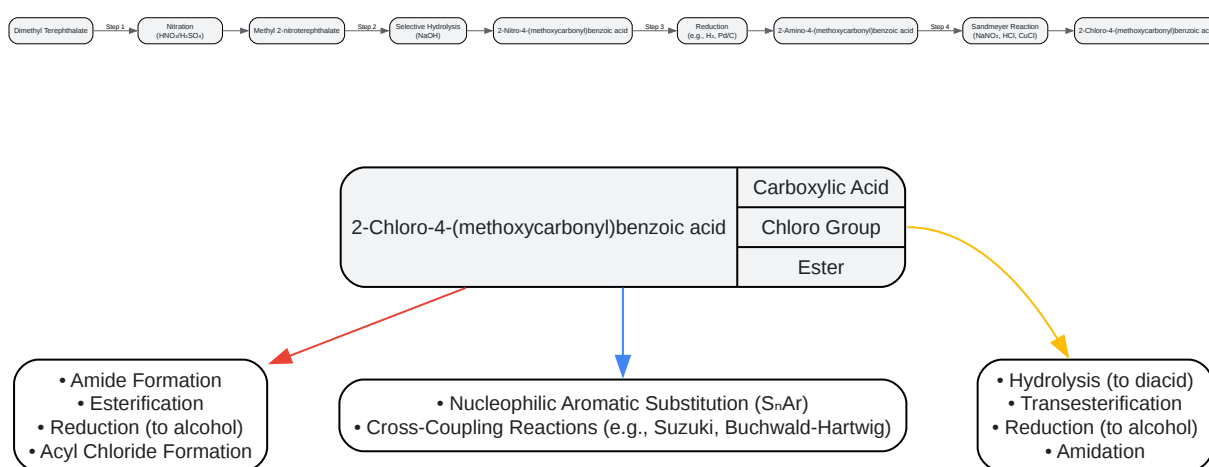 Dimethyl Terephthalate
Step 1
Nitration
(HNO₃/H₂SO₄)
Methyl 2-nitroterephthalate
Step 2
Selective Hydrolysis
(NaOH)
2-Nitro-4-(methoxycarbonyl)benzoic acid
Step 3
Reduction
(e.g., H₂, Pd/C)
2-Amino-4-(methoxycarbonyl)benzoic acid
Step 4
Sandmeyer Reaction
(NaNO₂, HCl, CuCl)
2-Chloro-4-(methoxycarbonyl)benzoic ac
2-Chloro-4-(methoxycarbonyl)benzoic acid
Carboxylic Acid
Chloro Group
Ester
• Amide Formation
• Esterification
• Reduction (to alcohol)
• Acyl Chloride Formation
• Nucleophilic Aromatic Substitution (SₙAr)
• Cross-Coupling Reactions (e.g., Suzuki, Buchwald-Hartwig)
• Hydrolysis (to diacid)
• Transesterification
• Reduction (to alcohol)
• Amidation